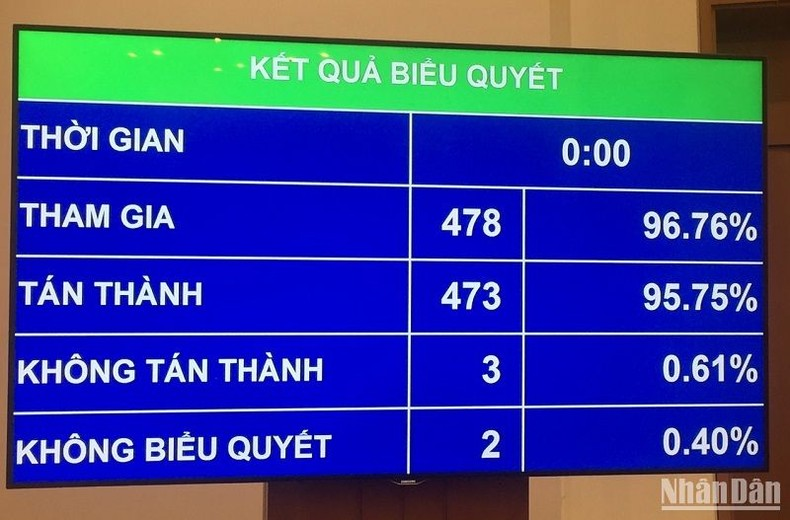 KẾT QUẢ BIỂU QUYẾT
THỜI GIAN 0:00
THAM GIA 478 96.76%
TÁN THÀNH 473 95.75%
KHÔNG TÁN THÀNH 3 0.61%
KHÔNG BIỂU QUYẾT 2 0.40%
SAMSUNG
NhânDân